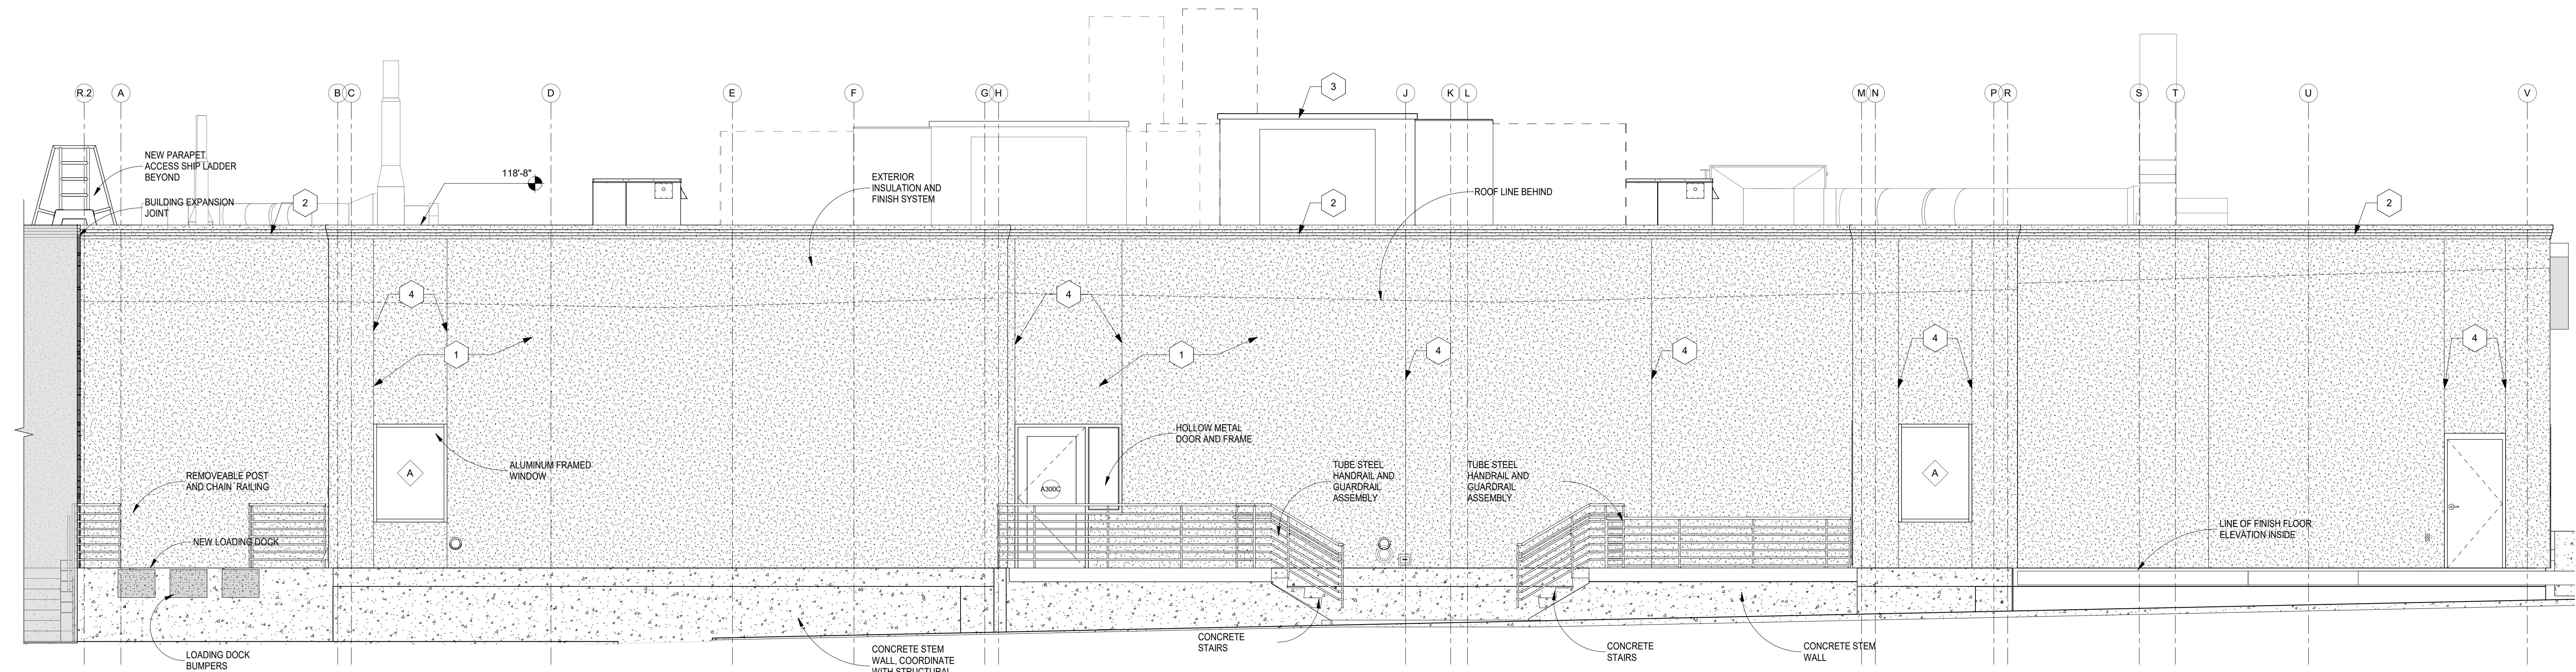 R.2
A
B
C
D
E
F
G
H
J
K
L
M
N
P
R
S
T
U
V
3
NEW PARAPET
ACCESS SHIP LADDER
BEYOND
118'-8"
EXTERIOR
INSULATION AND
FINISH SYSTEM
ROOF LINE BEHIND
BUILDING EXPANSION
JOINT
2
2
2
4
4
4
4
4
4
1
1
HOLLOW METAL
DOOR AND FRAME
A
ALUMINUM FRAMED
WINDOW
A300C
TUBE STEEL
HANDRAIL AND
GUARDRAIL
ASSEMBLY
TUBE STEEL
HANDRAIL AND
GUARDRAIL
ASSEMBLY
A
REMOVEABLE POST
AND CHAIN RAILING
LINE OF FINISH FLOOR
ELEVATION INSIDE
NEW LOADING DOCK
LOADING DOCK
BUMPERS
CONCRETE STEM
WALL, COORDINATE
WITH STRUCTURAL
CONCRETE
STAIRS
CONCRETE
STAIRS
CONCRETE STEM
WALL